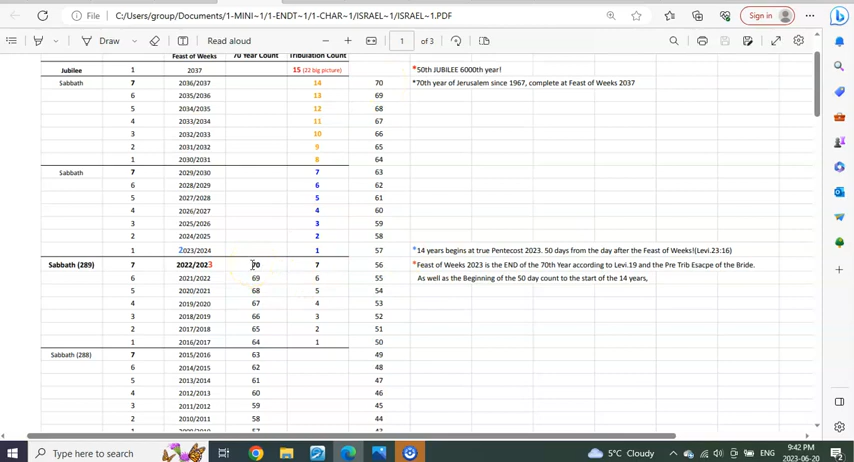 File C:/Users/group/Documents/1-MINI~1/1-ENDT~1/1-CHAR~1/ISRAEL~1/ISRAEL~1.PDF Sign in
Draw Read aloud 1 of 3
Feast of Weeks 70 Year Count Tribulation Count
Jubilee 1 2037 15 (22 big picture) *50th JUBILEE 6000th year!
Sabbath 7 2036/2037 14 70 *70th year of Jerusalem since 1967, complete at Feast of Weeks 2037
6 2035/2036 13 69
5 2034/2035 12 68
4 2033/2034 11 67
3 2032/2033 10 66
2 2031/2032 9 65
1 2030/2031 8 64
Sabbath 7 2029/2030 7 63
6 2028/2029 6 62
5 2027/2028 5 61
4 2026/2027 4 60
3 2025/2026 3 59
2 2024/2025 2 58
1 2023/2024 1 57 *14 years begins at true Pentecost 2023. 50 days from the day after the Feast of Weeks!(Levi.23:16)
Sabbath (289) 7 2022/2023 70 7 56 *Feast of Weeks 2023 is the END of the 70th Year according to Levi.19 and the Pre Trib Esacpe of the Bride.
6 2021/2022 69 6 55 As well as the Beginning of the 50 day count to the start of the 14 years,
5 2020/2021 68 5 54
4 2019/2020 67 4 53
3 2018/2019 66 3 52
2 2017/2018 65 2 51
1 2016/2017 64 1 50
Sabbath (288) 7 2015/2016 63 49
6 2014/2015 62 48
5 2013/2014 61 47
4 2012/2013 60 46
3 2011/2012 59 45
2 2010/2011 58 44
1 2009/2010 57 43
Type here to search 5°C Cloudy ENG 9:42 PM 2023-06-20 2